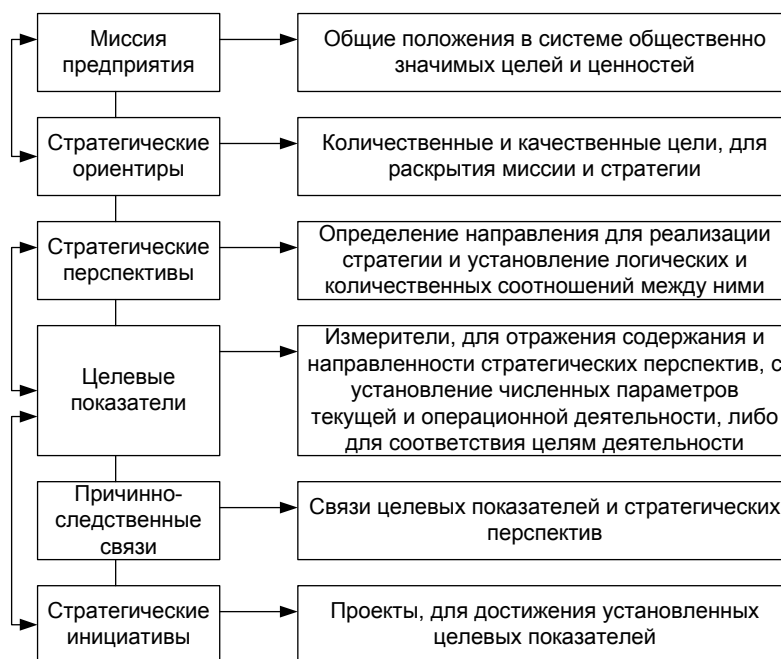 Миссия
предприятия
Общие положения в системе общественно
значимых целей и ценностей
Стратегические
ориентиры
Количественные и качественные цели, для
раскрытия миссии и стратегии
Стратегические
перспективы
Определение направления для реализации
стратегии и установление логических и
количественных соотношений между ними
Целевые
показатели
Измерители, для отражения содержания и
направленности стратегических перспектив, с
установление численных параметров
текущей и операционной деятельности, либо
для соответствия целям деятельности
Причинно-
следственные
связи
Связи целевых показателей и стратегических
перспектив
Стратегические
инициативы
Проекты, для достижения установленных
целевых показателей